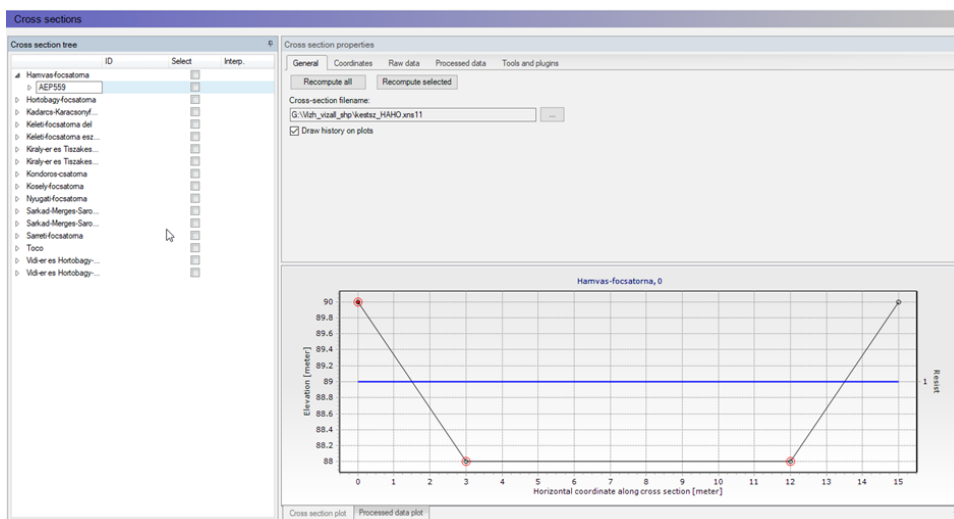 Cross sections
Cross section tree
ID Select Interp.
Hamvas-focsatorna
AEP559
Hortobagy-focsatorna
Kadarcs-Karacsonyf...
Keleti-focsatorna del
Keleti-focsatorna esz...
Kiraly-er es Tiszakes...
Kiraly-er es Tiszakes...
Kondoros-csatorna
Kosely-focsatorna
Nyugati-focsatorna
Sarkad-Merges-Saro...
Sarkad-Merges-Saro...
Sarreti-focsatorna
Toco
Vidi-er es Hortobagy-...
Vidi-er es Hortobagy-...
Cross section properties
General Coordinates Raw data Processed data Tools and plugins
Recompute all Recompute selected
Cross-section filename:
G:\Vizh_vizall_shp\kestsz_HAHO.xns11 ...
Draw history on plots
Hamvas-focsatorna, 0
90
89.8
89.6
89.4
89.2
89
88.8
88.6
88.4
88.2
88
Elevation [meter]
1
Resist
0 1 2 3 4 5 6 7 8 9 10 11 12 13 14 15
Horizontal coordinate along cross section [meter]
Cross section plot Processed data plot